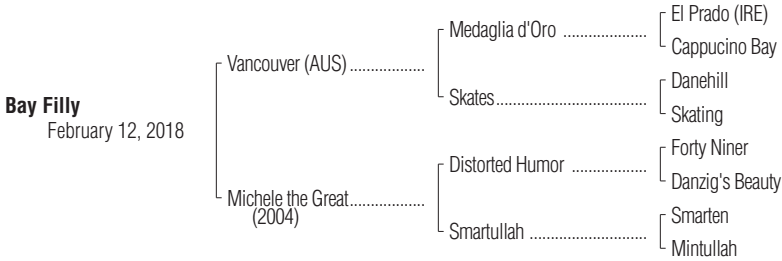 El Prado (IRE)
Medaglia d'Oro ....................
Cappucino Bay
Vancouver (AUS) ..................
Danehill
Skates....................................
Skating
Bay Filly
February 12, 2018
Forty Niner
Distorted Humor ..................
Danzig's Beauty
Michele the Great..................
(2004)
Smarten
Smartullah ............................
Mintullah